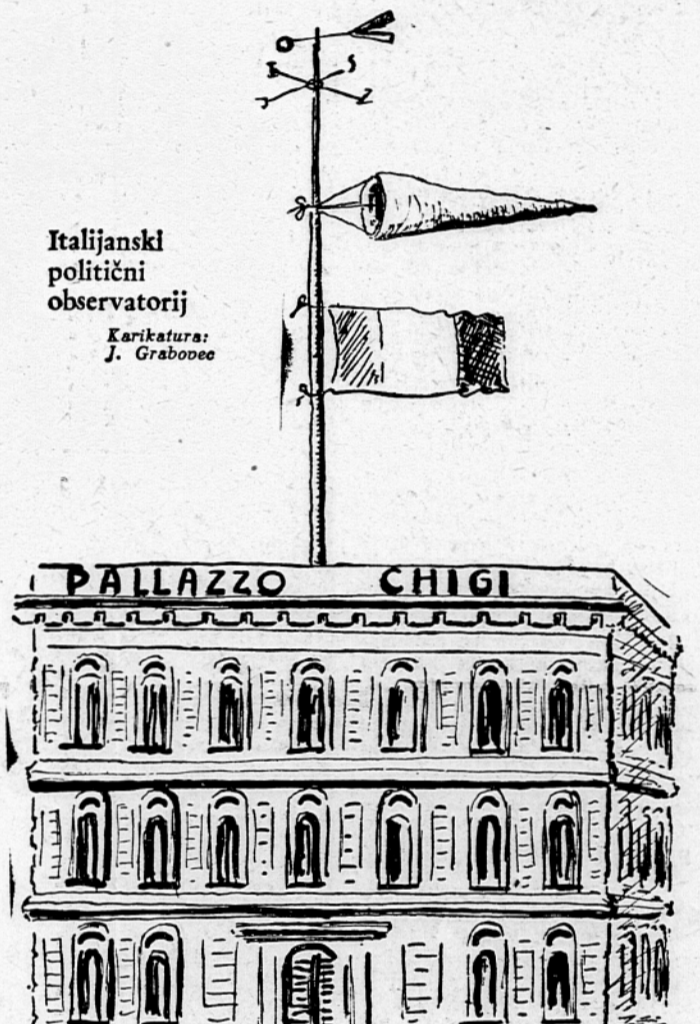 S
J
Z
Italijanski
politični
observatorij
Karikatura:
J. Grabovec
PALLAZZO CHIGI